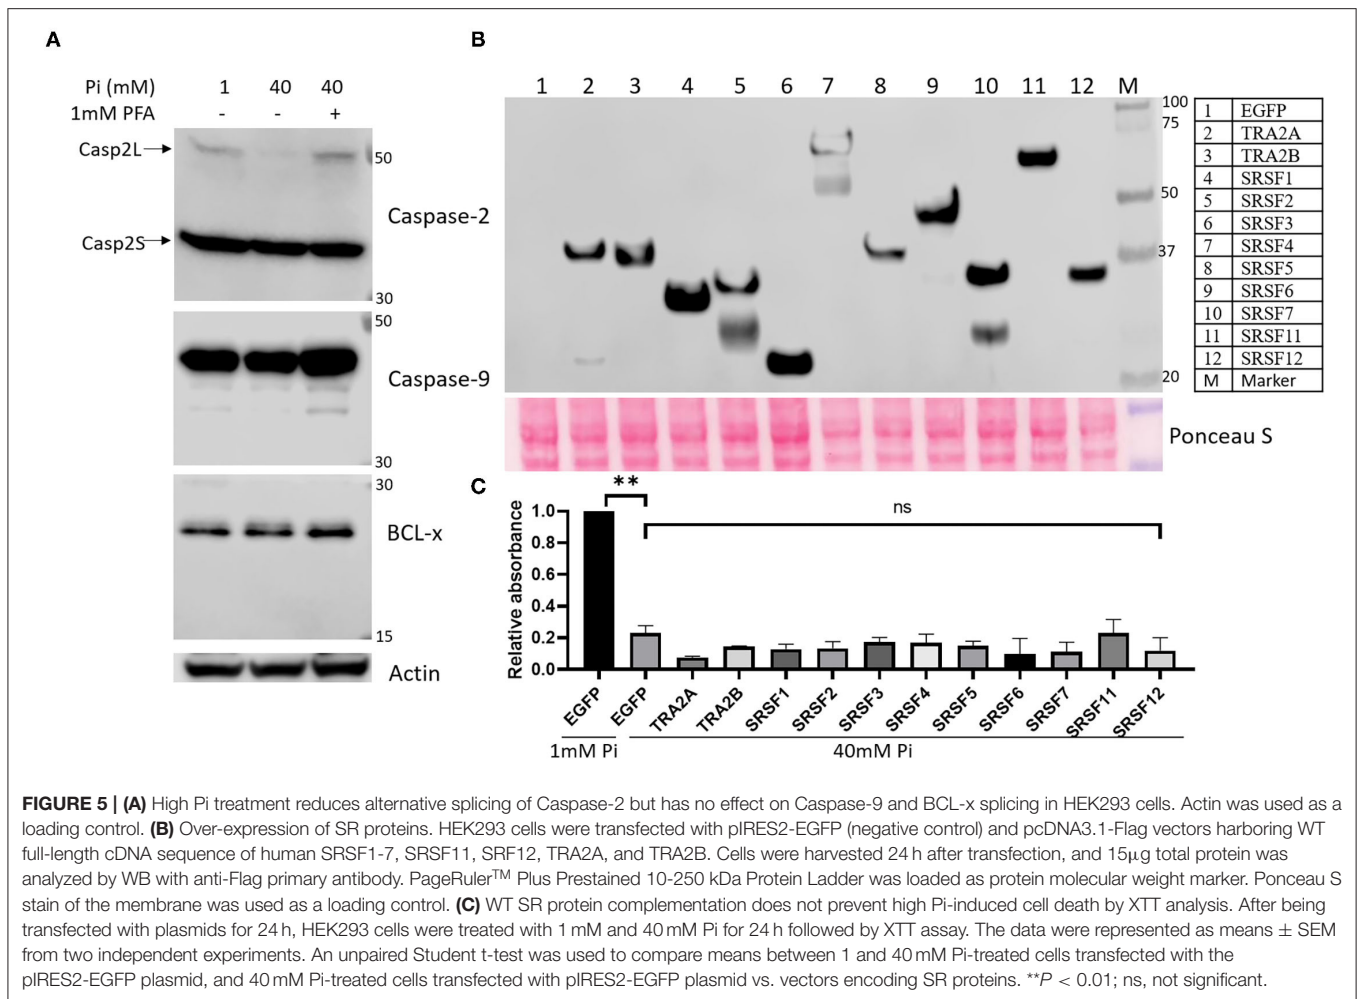 A
Pi (mM) 1 40 40
1mM PFA - - +
Casp2L
50
Caspase-2
Casp2S
30
50
Caspase-9
30
30
BCL-x
15
Actin
B
1 2 3 4 5 6 7 8 9 10 11 12 M
100
75
50
37
20
1 EGFP
2 TRA2A
3 TRA2B
4 SRSF1
5 SRSF2
6 SRSF3
7 SRSF4
8 SRSF5
9 SRSF6
10 SRSF7
11 SRSF11
12 SRSF12
M Marker
Ponceau S
C
**
ns
Relative absorbance
1.0
0.8
0.6
0.4
0.2
0.0
EGFP EGFP TRA2A TRA2B SRSF1 SRSF2 SRSF3 SRSF4 SRSF5 SRSF6 SRSF7 SRSF11 SRSF12
1mM Pi 40mM Pi
FIGURE 5 | (A) High Pi treatment reduces alternative splicing of Caspase-2 but has no effect on Caspase-9 and BCL-x splicing in HEK293 cells. Actin was used as a
loading control. (B) Over-expression of SR proteins. HEK293 cells were transfected with pIRES2-EGFP (negative control) and pcDNA3.1-Flag vectors harboring WT
full-length cDNA sequence of human SRSF1-7, SRSF11, SRF12, TRA2A, and TRA2B. Cells were harvested 24 h after transfection, and 15μg total protein was
analyzed by WB with anti-Flag primary antibody. PageRuler™ Plus Prestained 10-250 kDa Protein Ladder was loaded as protein molecular weight marker. Ponceau S
stain of the membrane was used as a loading control. (C) WT SR protein complementation does not prevent high Pi-induced cell death by XTT analysis. After being
transfected with plasmids for 24 h, HEK293 cells were treated with 1 mM and 40 mM Pi for 24 h followed by XTT assay. The data were represented as means ± SEM
from two independent experiments. An unpaired Student t-test was used to compare means between 1 and 40 mM Pi-treated cells transfected with the
pIRES2-EGFP plasmid, and 40 mM Pi-treated cells transfected with pIRES2-EGFP plasmid vs. vectors encoding SR proteins. **P < 0.01; ns, not significant.